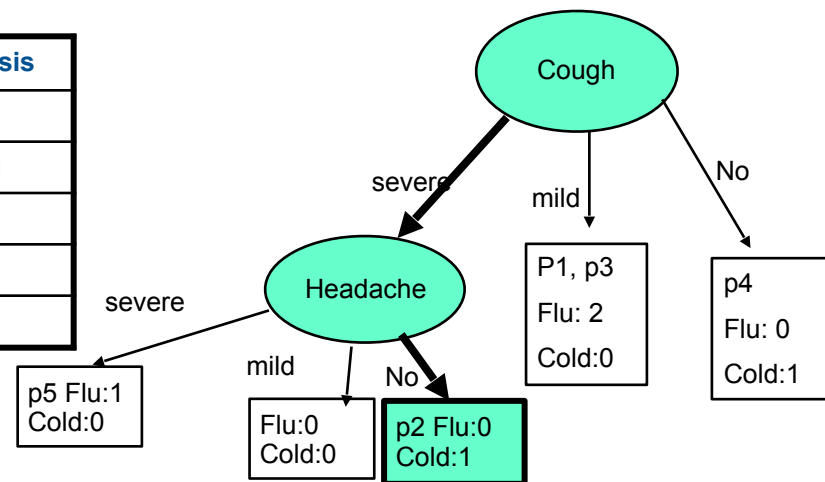 sis
Cough
severe
mild
No
Headache
P1, p3
Flu: 2
Cold:0
p4
Flu: 0
Cold:1
severe
mild
No
p5 Flu:1
Cold:0
Flu:0
Cold:0
p2 Flu:0
Cold:1